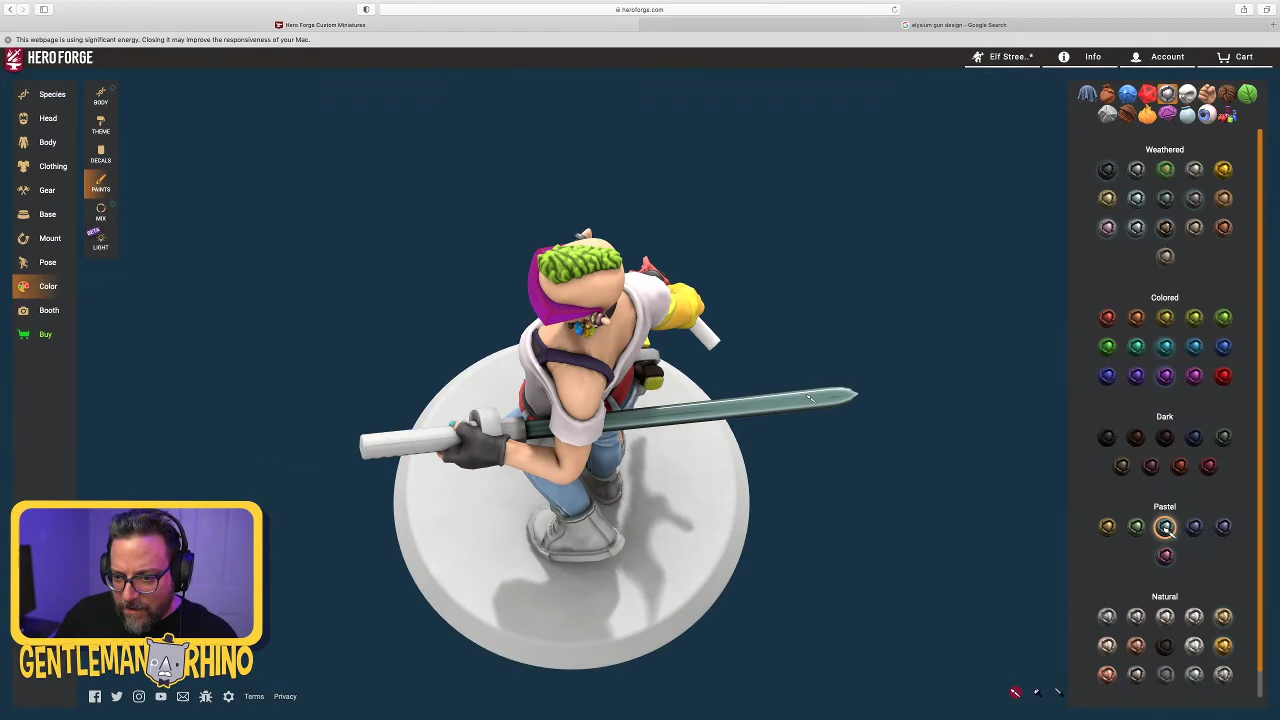 heroforge.com
Hero Forge Custom Miniatures
elysium gun design - Google Search
This webpage is using significant energy. Closing it may improve the responsiveness of your Mac.
HERO FORGE
Elf Stree..*
Info
Account
Cart
Species
Head
Body
Clothing
Gear
Base
Mount
Pose
Color
Booth
Buy
BODY
THEME
DECALS
PAINTS
MIX
BETA
LIGHT
Weathered
Colored
Dark
Pastel
Natural
GENTLEMAN RHINO
Terms
Privacy